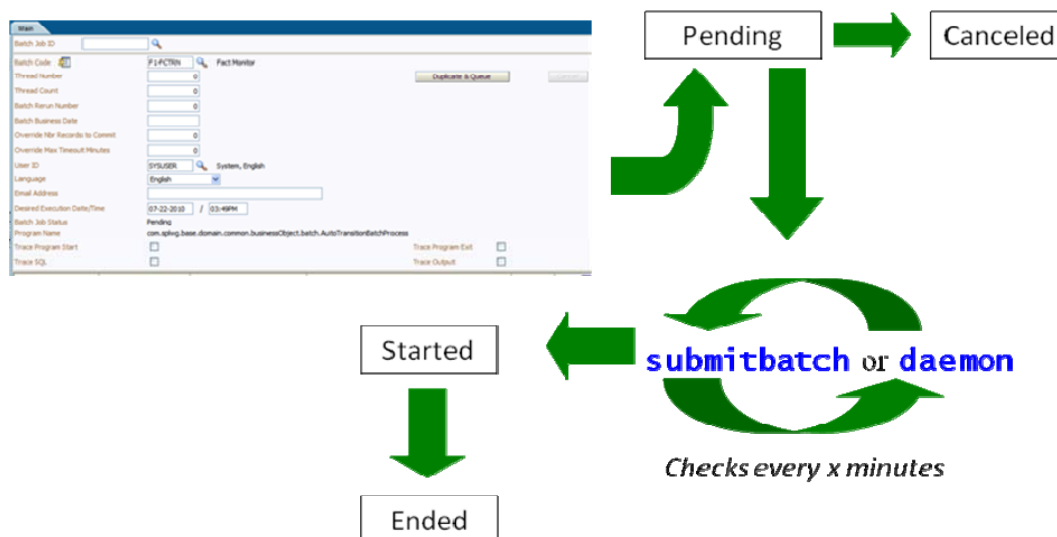 Main
Batch Job ID
Batch Code F1-FCTRN Fact Monitor
Thread Number 0 Duplicate & Queue Cancel
Thread Count 0
Batch Rerun Number 0
Batch Business Date
Override Nbr Records to Commit 0
Override Max Timeout Minutes 0
User ID SYSUSER System, English
Language English
Email Address
Desired Execution Date/Time 07-22-2010 / 03:49PM
Batch Job Status Pending
Program Name com.splwg.base.domain.common.businessObject.batch.AutoTransitionBatchProcess
Trace Program Start Trace Program Exit
Trace SQL Trace Output
Pending
Canceled
submitbatch or daemon
Checks every x minutes
Started
Ended